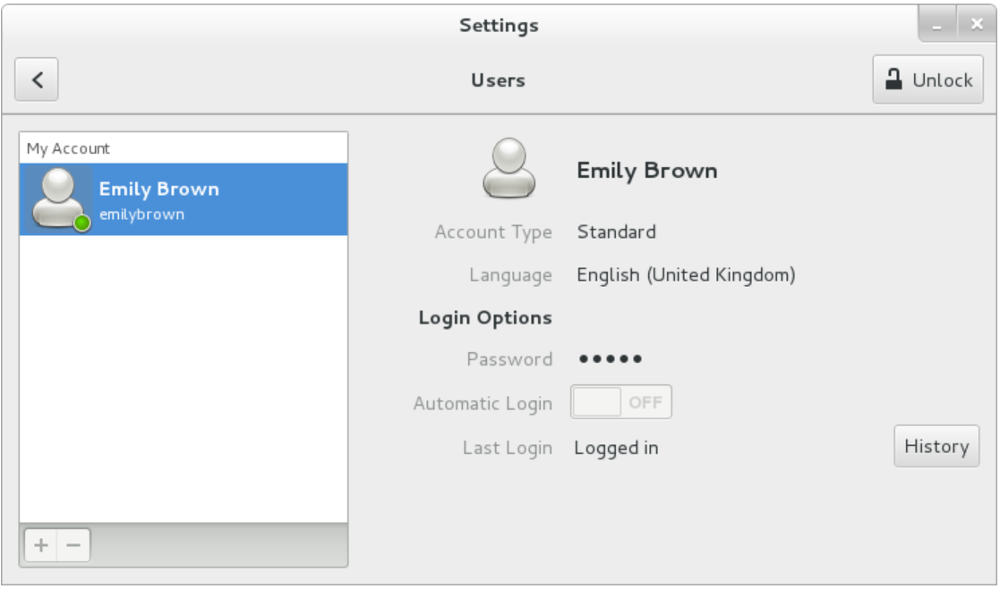 Settings
Users
Unlock
My Account
Emily Brown
emilybrown
Emily Brown
Account Type Standard
Language English (United Kingdom)
Login Options
Password •••••
Automatic Login OFF
Last Login Logged in
History